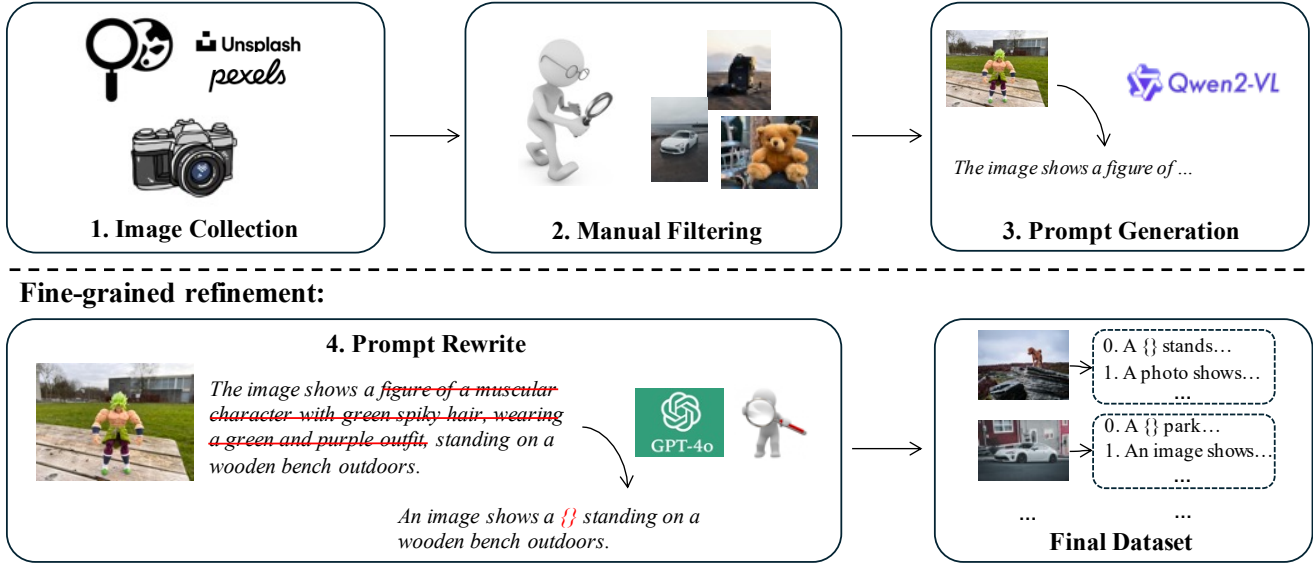 Unsplash
pexels
1. Image Collection
2. Manual Filtering
Qwen2-VL
The image shows a figure of ...
3. Prompt Generation
Fine-grained refinement:
4. Prompt Rewrite
The image shows a figure of a muscular
character with green spiky hair, wearing
a green and purple outfit, standing on a
wooden bench outdoors.
GPT-4o
An image shows a {} standing on a
wooden bench outdoors.
0. A {} stands...
1. A photo shows...
...
0. A {} park...
1. An image shows...
...
... ...
Final Dataset